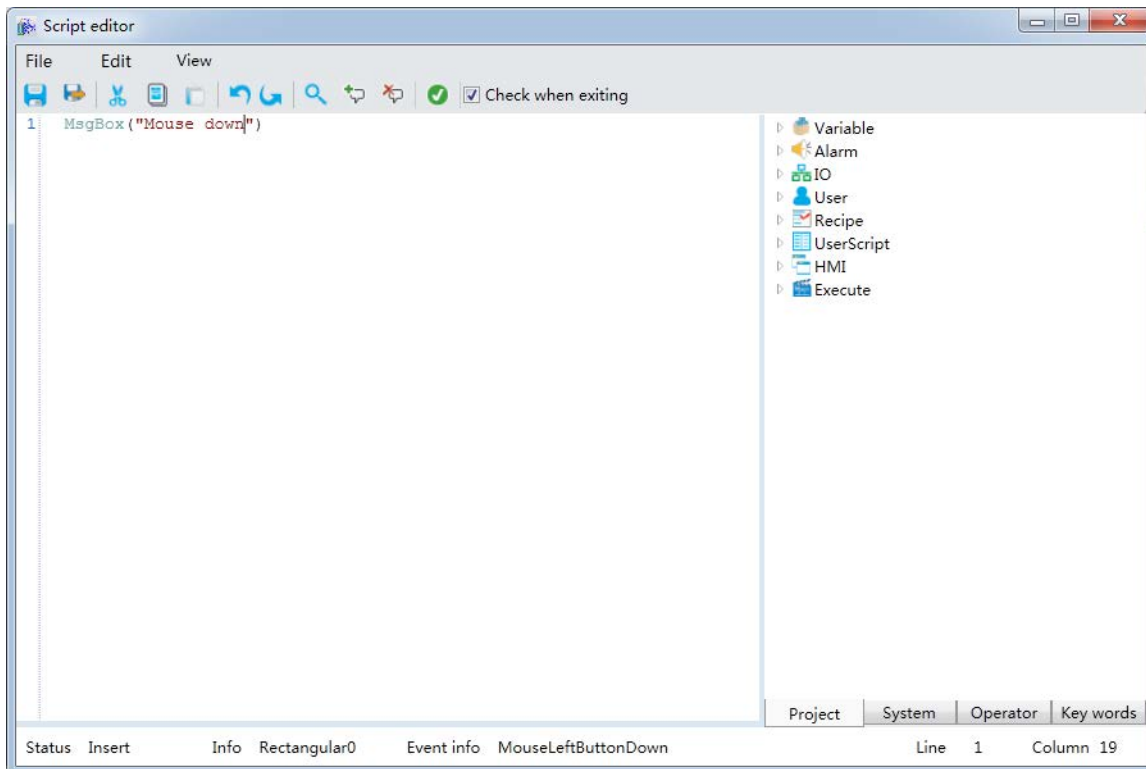 Script editor
File Edit View
Check when exiting
1 MsgBox("Mouse down")
Variable
Alarm
IO
User
Recipe
UserScript
HMI
Execute
Project System Operator Key words
Status Insert Info Rectangular0 Event info MouseLeftButtonDown Line 1 Column 19